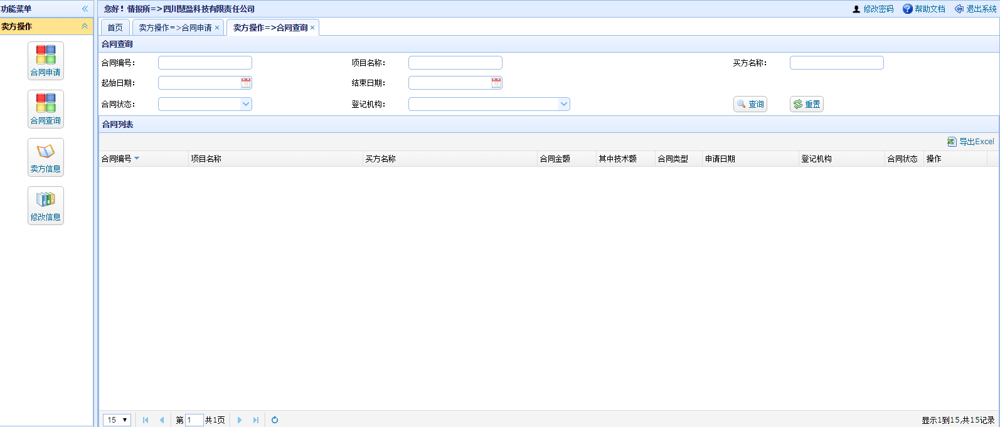 功能菜单
您好！情报所=>四川慧盈科技有限责任公司
修改密码 帮助文档 退出系统
卖方操作
首页 卖方操作=>合同申请 × 卖方操作=>合同查询 ×
合同申请
合同查询
卖方信息
修改信息
合同查询
合同编号： 项目名称： 买方名称：
起始日期： 结束日期：
合同状态： 登记机构： 查询 重置
合同列表
导出Excel
合同编号 项目名称 买方名称 合同金额 其中技术额 合同类型 申请日期 登记机构 合同状态 操作
15 第 1 共1页 显示1到15,共15记录